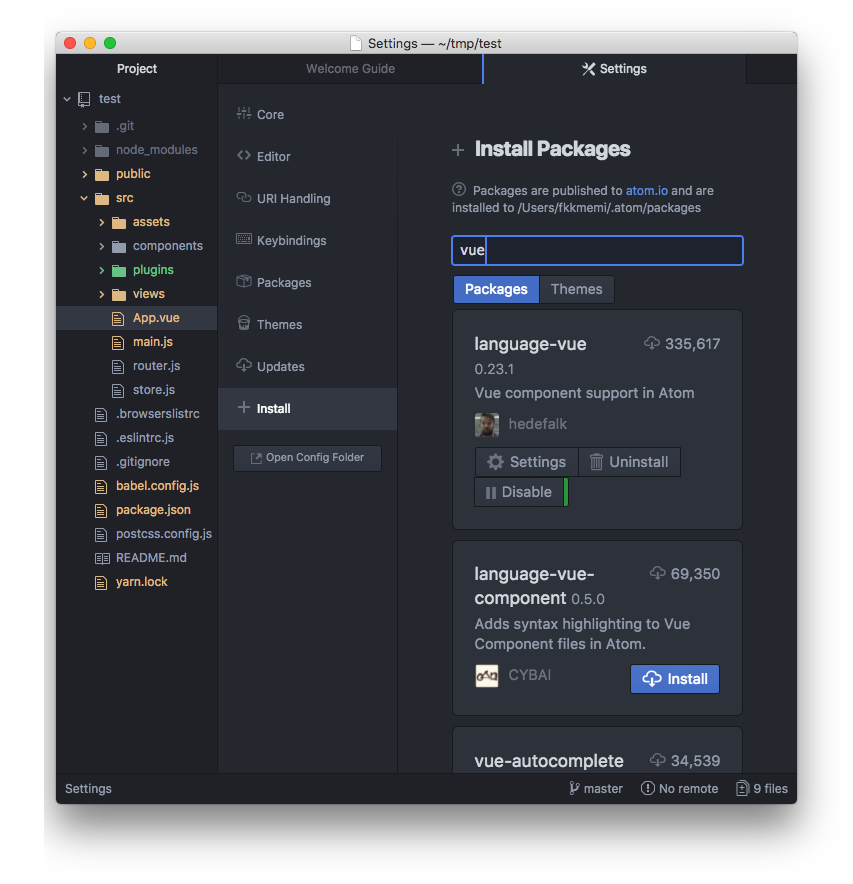 Settings — ~/tmp/test
Project
Welcome Guide
Settings
test
.git
node_modules
public
src
assets
components
plugins
views
App.vue
main.js
router.js
store.js
.browserslistrc
.eslintrc.js
.gitignore
babel.config.js
package.json
postcss.config.js
README.md
yarn.lock
Core
Editor
URI Handling
Keybindings
Packages
Themes
Updates
Install
Open Config Folder
Install Packages
Packages are published to atom.io and are
installed to /Users/fkkmemi/.atom/packages
vue
Packages Themes
language-vue 335,617
0.23.1
Vue component support in Atom
hedefalk
Settings Uninstall
Disable
language-vue- 69,350
component 0.5.0
Adds syntax highlighting to Vue
Component files in Atom.
CYBAI Install
vue-autocomplete 34,539
Settings master No remote 9 files